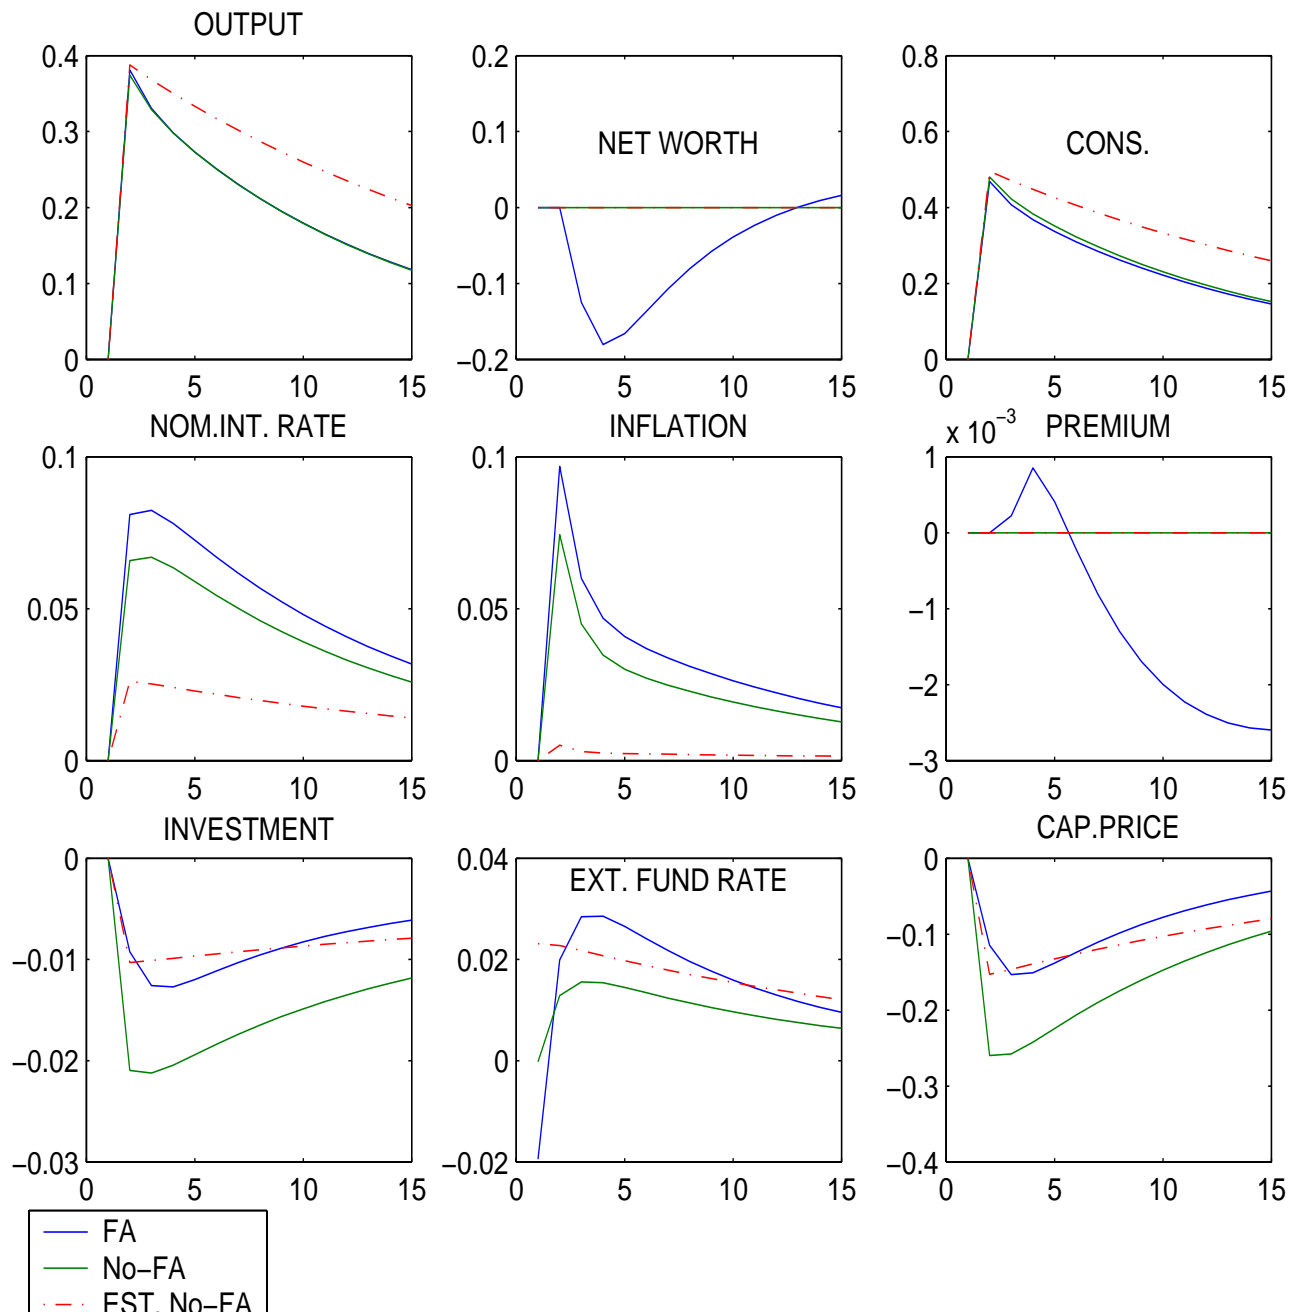 OUTPUT
0.4
0.3
0.2
0.1
0
0 5 10 15
NET WORTH
0.2
0.1
0
−0.1
−0.2
0 5 10 15
CONS.
0.8
0.6
0.4
0.2
0
0 5 10 15
NOM.INT. RATE
0.1
0.05
0
0 5 10 15
INFLATION
0.1
0.05
0
0 5 10 15
x 10−3 PREMIUM
1
0
−1
−2
−3
0 5 10 15
INVESTMENT
0
−0.01
−0.02
−0.03
0 5 10 15
EXT. FUND RATE
0.04
0.02
0
−0.02
0 5 10 15
CAP.PRICE
0
−0.1
−0.2
−0.3
−0.4
0 5 10 15
FA
No−FA
EST. No−FA